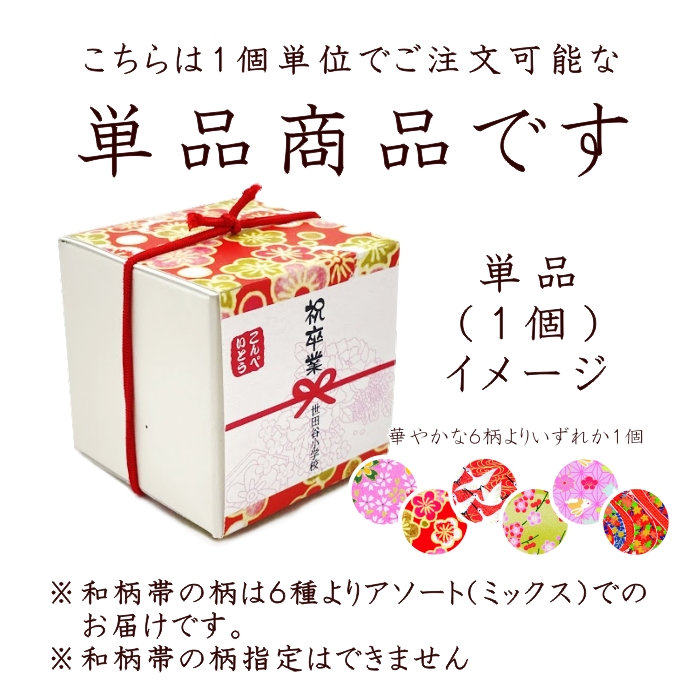 こちらは1個単位でご注文可能な
単品商品です
単品
(1個)
イメージ
祝卒業
こんぺ
いとう
世田谷小学校
華やかな6柄よりいずれか1個
※和柄帯の柄は6種よりアソート(ミックス)での
お届けです。
※和柄帯の柄指定はできません